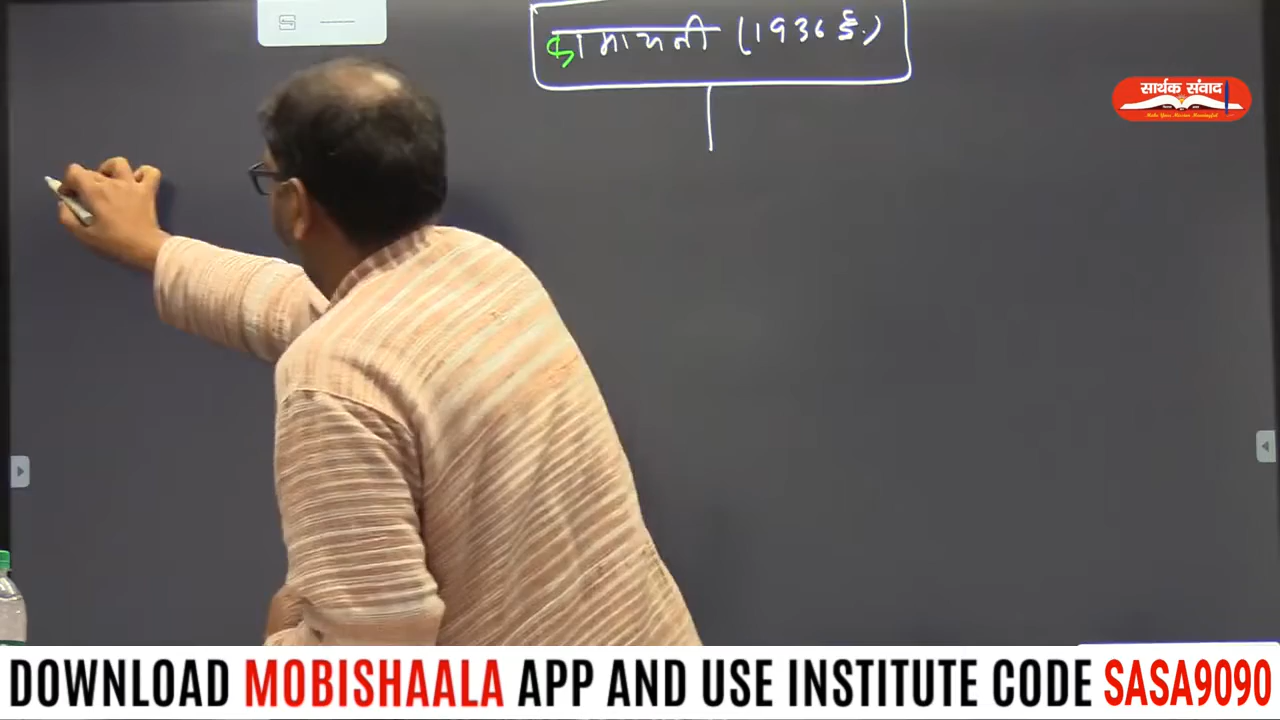 कामायनी (1936 ई.)
सार्थक संवाद
DOWNLOAD MOBISHAALA APP AND USE INSTITUTE CODE SASA9090